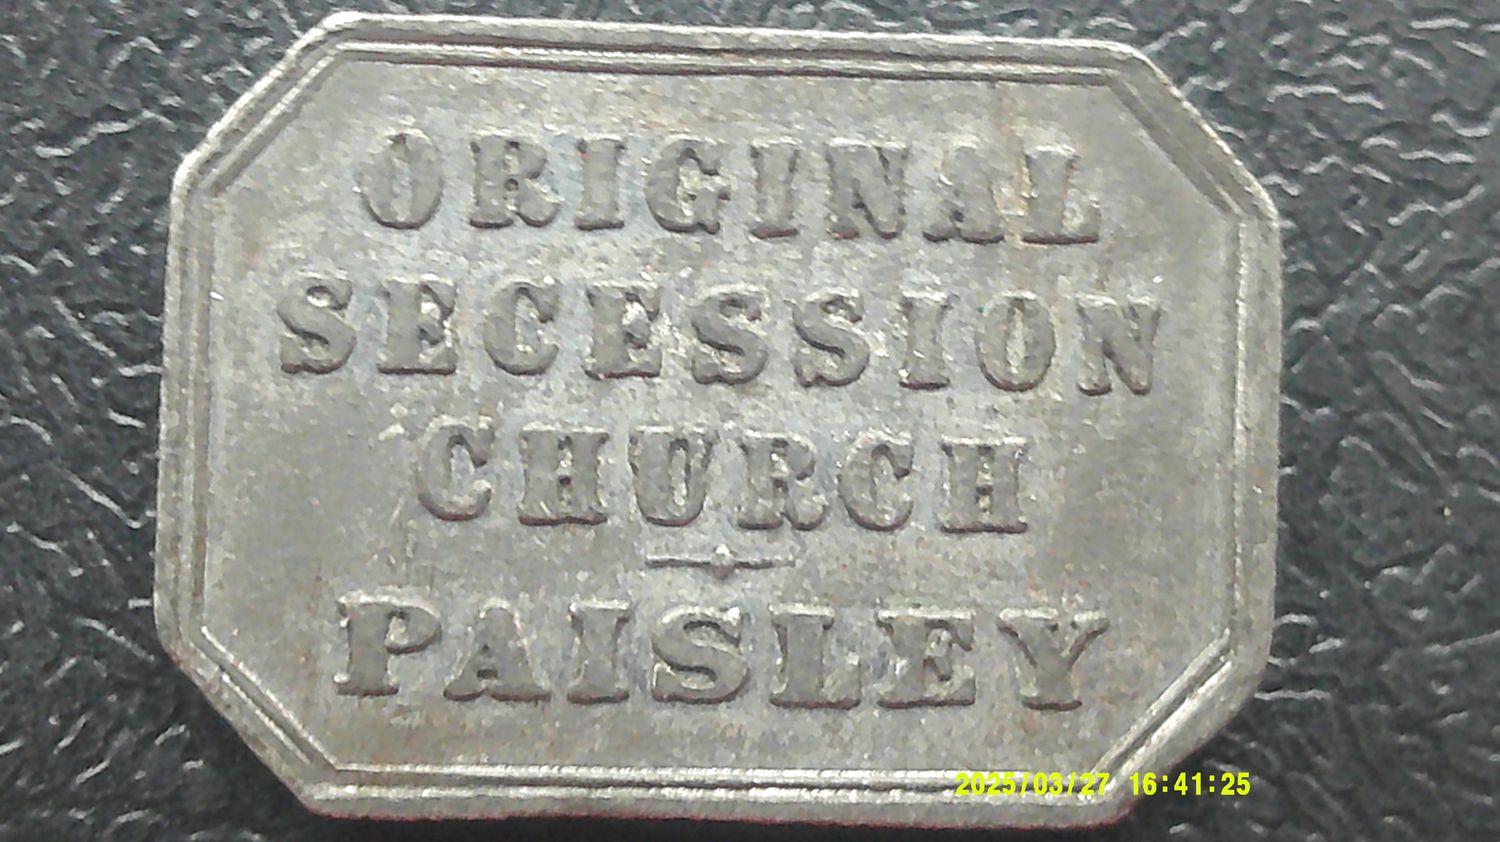 ORIGINAL
SECESSION
CHURCH
PAISLEY
2025/03/27 16:41:25